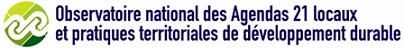 Observatoire national des Agendas 21 locaux
et pratiques territoriales de développement durable